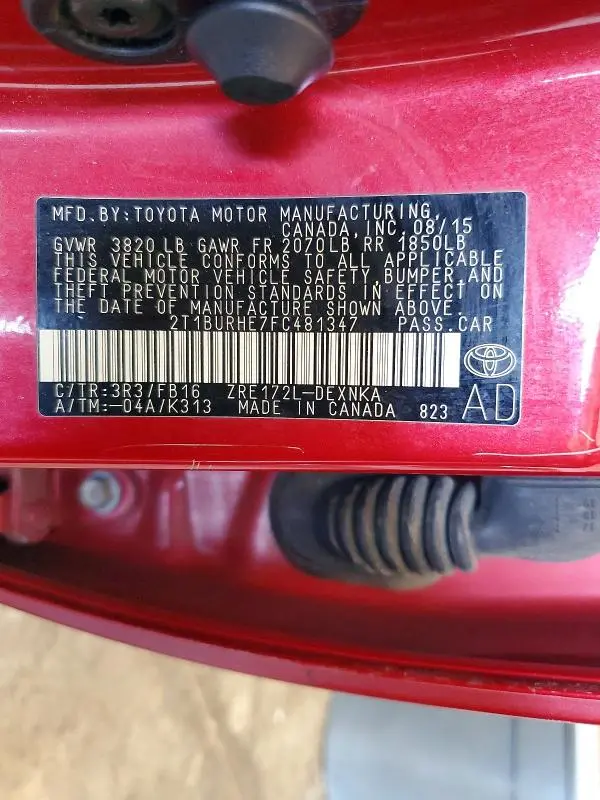 MFD. BY: TOYOTA MOTOR MANUFACTURING,
CANADA, INC. 08/15
GVWR 3820 LB GAWR FR 2070LB RR 1850LB
THIS VEHICLE CONFORMS TO ALL APPLICABLE
FEDERAL MOTOR VEHICLE SAFETY, BUMPER, AND
THEFT PREVENTION STANDARDS IN EFFECT ON
THE DATE OF MANUFACTURE SHOWN ABOVE.
2T1BURHE7FC481347 PASS.CAR
C/TR:3R3/FB16 ZRE172L-DEXNKA
A/TM:-04A/K313 MADE IN CANADA 823 AD